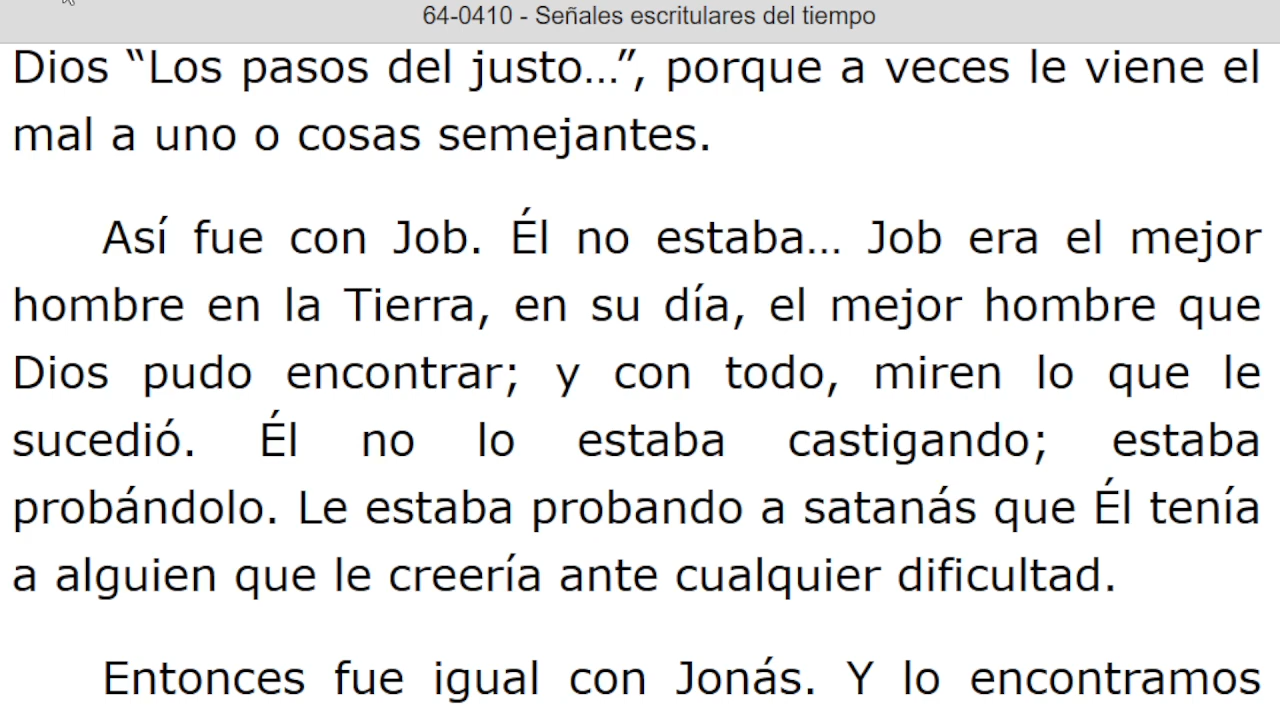 64-0410 - Señales escritulares del tiempo
Dios “Los pasos del justo…”, porque a veces le viene el
mal a uno o cosas semejantes.
Así fue con Job. Él no estaba… Job era el mejor
hombre en la Tierra, en su día, el mejor hombre que
Dios pudo encontrar; y con todo, miren lo que le
sucedió. Él no lo estaba castigando; estaba
probándolo. Le estaba probando a satanás que Él tenía
a alguien que le creería ante cualquier dificultad.
Entonces fue igual con Jonás. Y lo encontramos